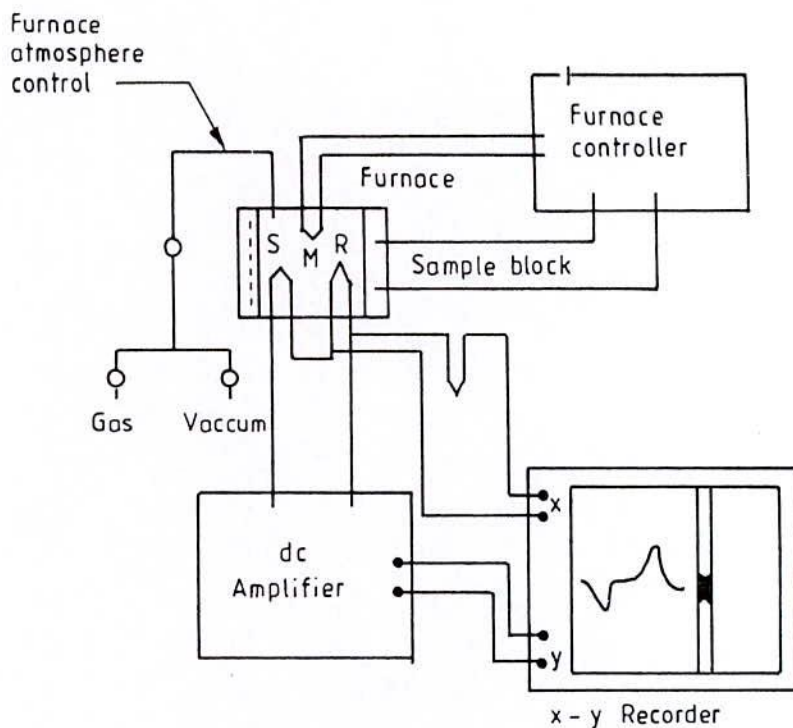 Furnace
atmosphere
control
Furnace
controller
Furnace
S
M
R
Sample block
Gas
Vaccum
dc
Amplifier
x
y
x - y Recorder